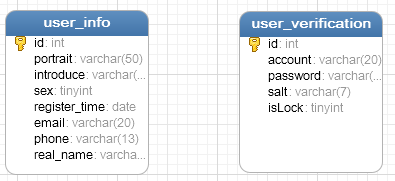 user_info
id: int
portrait: varchar(50)
introduce: varchar(...
sex: tinyint
register_time: date
email: varchar(20)
phone: varchar(13)
real_name: varcha...
user_verification
id: int
account: varchar(20)
password: varchar(...
salt: varchar(7)
isLock: tinyint